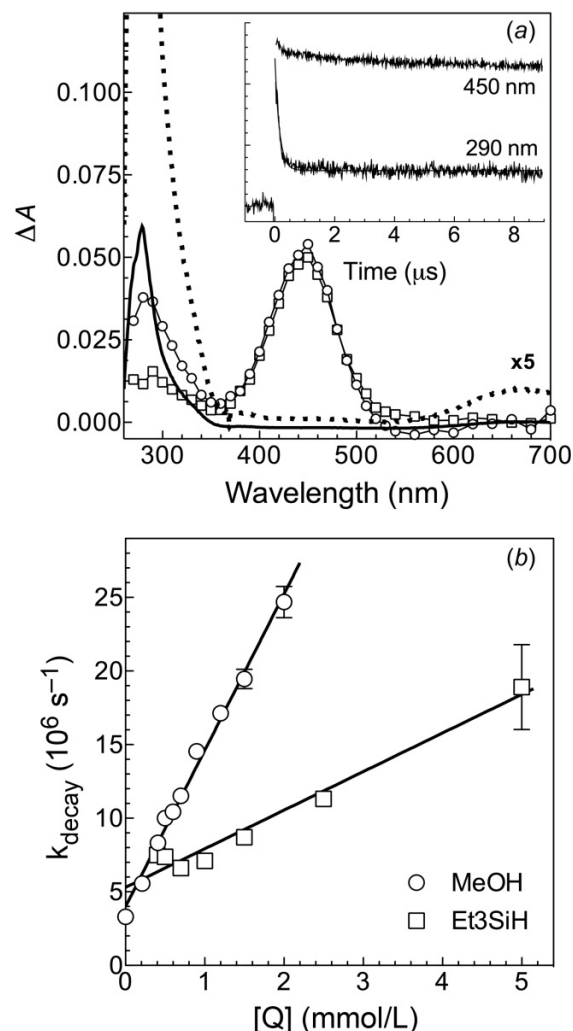 (a)
0.100
0.075
0.050
0.025
0.000
ΔA
450 nm
290 nm
0 2 4 6 8
Time (μs)
x5
300 400 500 600 700
Wavelength (nm)
(b)
25
20
15
10
5
0
k_decay (10⁶ s⁻¹)
MeOH
Et3SiH
0 1 2 3 4 5
[Q] (mmol/L)